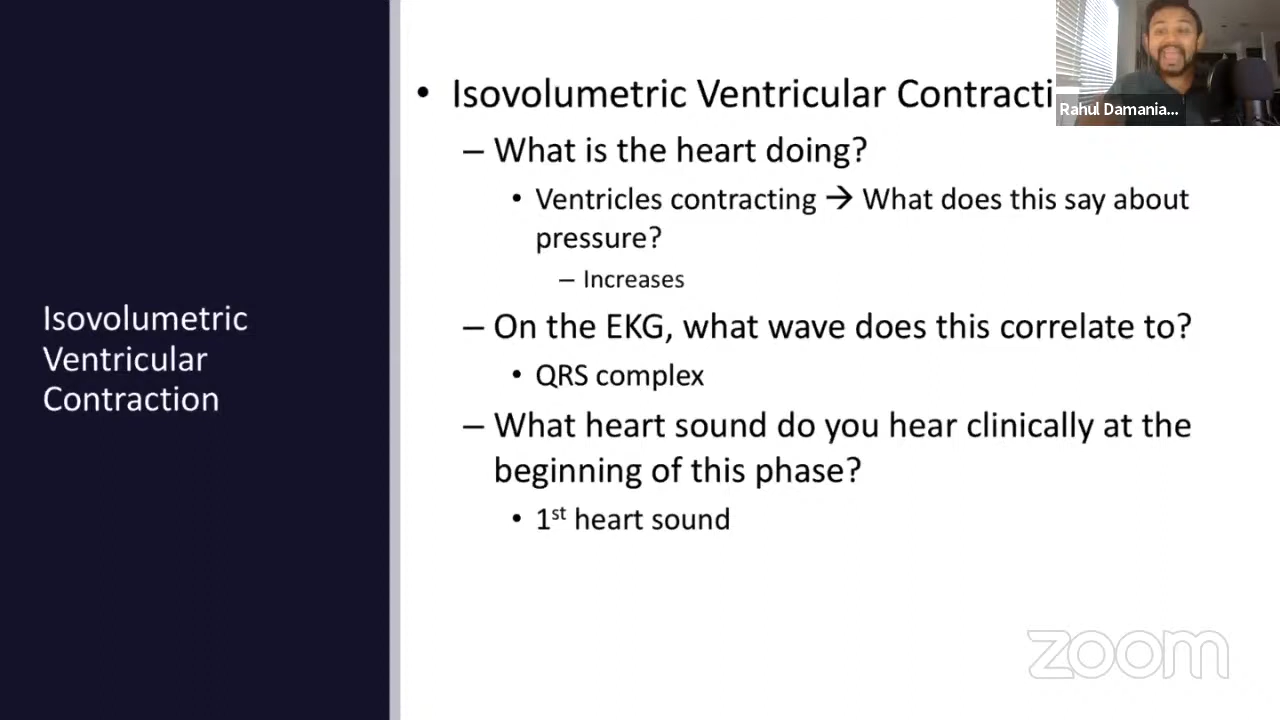 • Isovolumetric Ventricular Contracti
Rahul Damania...
– What is the heart doing?
• Ventricles contracting → What does this say about
pressure?
– Increases
– On the EKG, what wave does this correlate to?
• QRS complex
– What heart sound do you hear clinically at the
beginning of this phase?
• 1st heart sound
Isovolumetric
Ventricular
Contraction
zoom